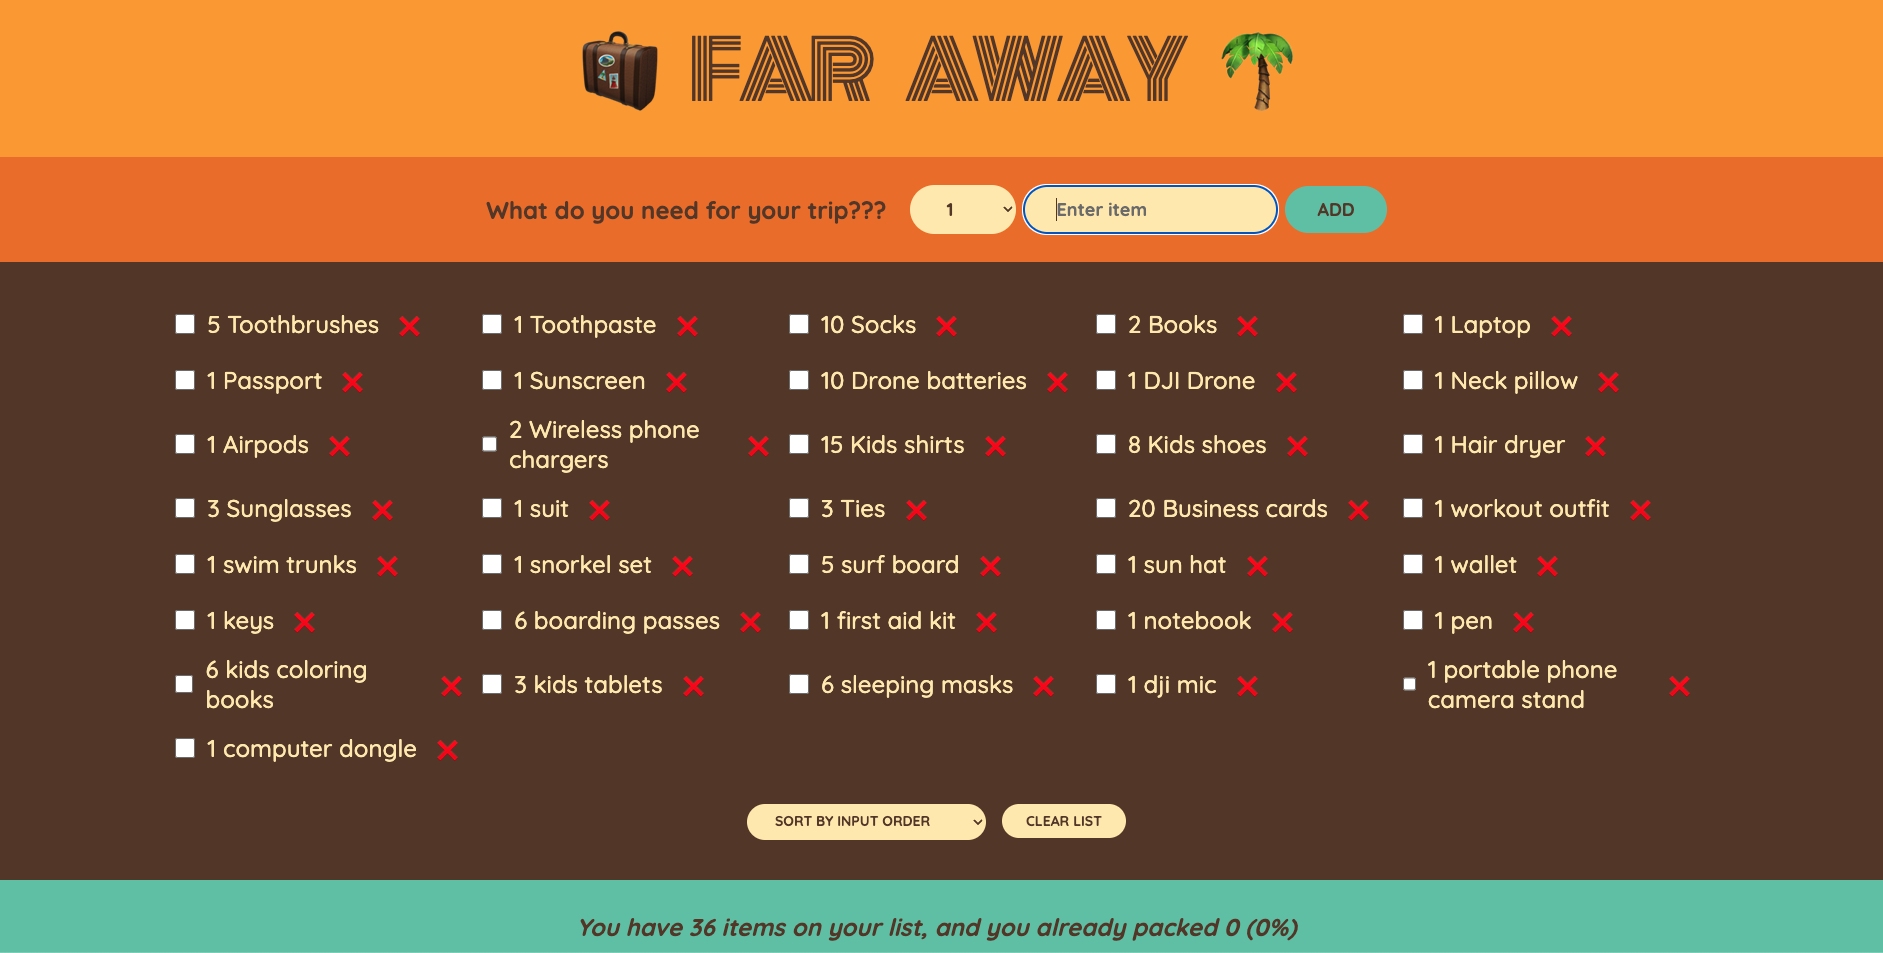 FAR AWAY
What do you need for your trip???
1
Enter item
ADD
5 Toothbrushes
1 Toothpaste
10 Socks
2 Books
1 Laptop
1 Passport
1 Sunscreen
10 Drone batteries
1 DJI Drone
1 Neck pillow
1 Airpods
2 Wireless phone
chargers
15 Kids shirts
8 Kids shoes
1 Hair dryer
3 Sunglasses
1 suit
3 Ties
20 Business cards
1 workout outfit
1 swim trunks
1 snorkel set
5 surf board
1 sun hat
1 wallet
1 keys
6 boarding passes
1 first aid kit
1 notebook
1 pen
6 kids coloring
books
3 kids tablets
6 sleeping masks
1 dji mic
1 portable phone
camera stand
1 computer dongle
SORT BY INPUT ORDER
CLEAR LIST
You have 36 items on your list, and you already packed 0 (0%)